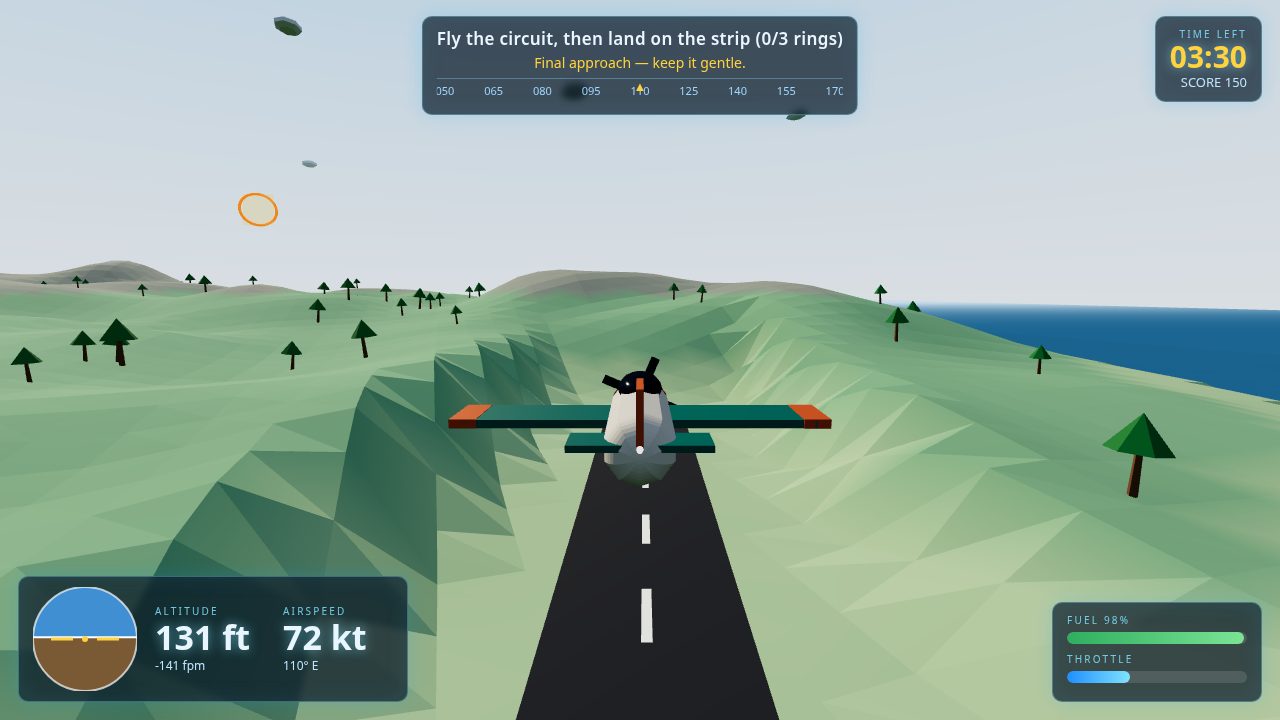 Fly the circuit, then land on the strip (0/3 rings)
Final approach — keep it gentle.
050 065 080 095 110 125 140 155 170
TIME LEFT
03:30
SCORE 150
ALTITUDE
131 ft
-141 fpm
AIRSPEED
72 kt
110° E
FUEL 98%
THROTTLE